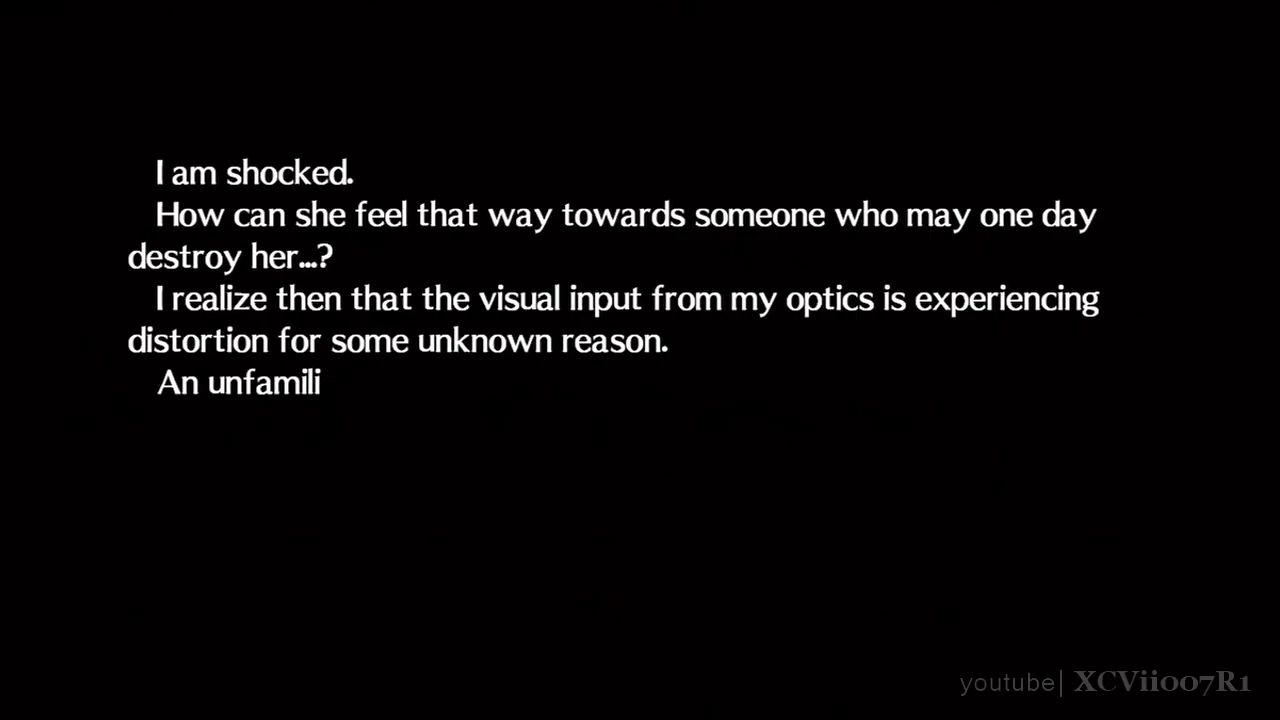 I am shocked.
How can she feel that way towards someone who may one day
destroy her...?
I realize then that the visual input from my optics is experiencing
distortion for some unknown reason.
An unfamili
youtube| XCVii007R1